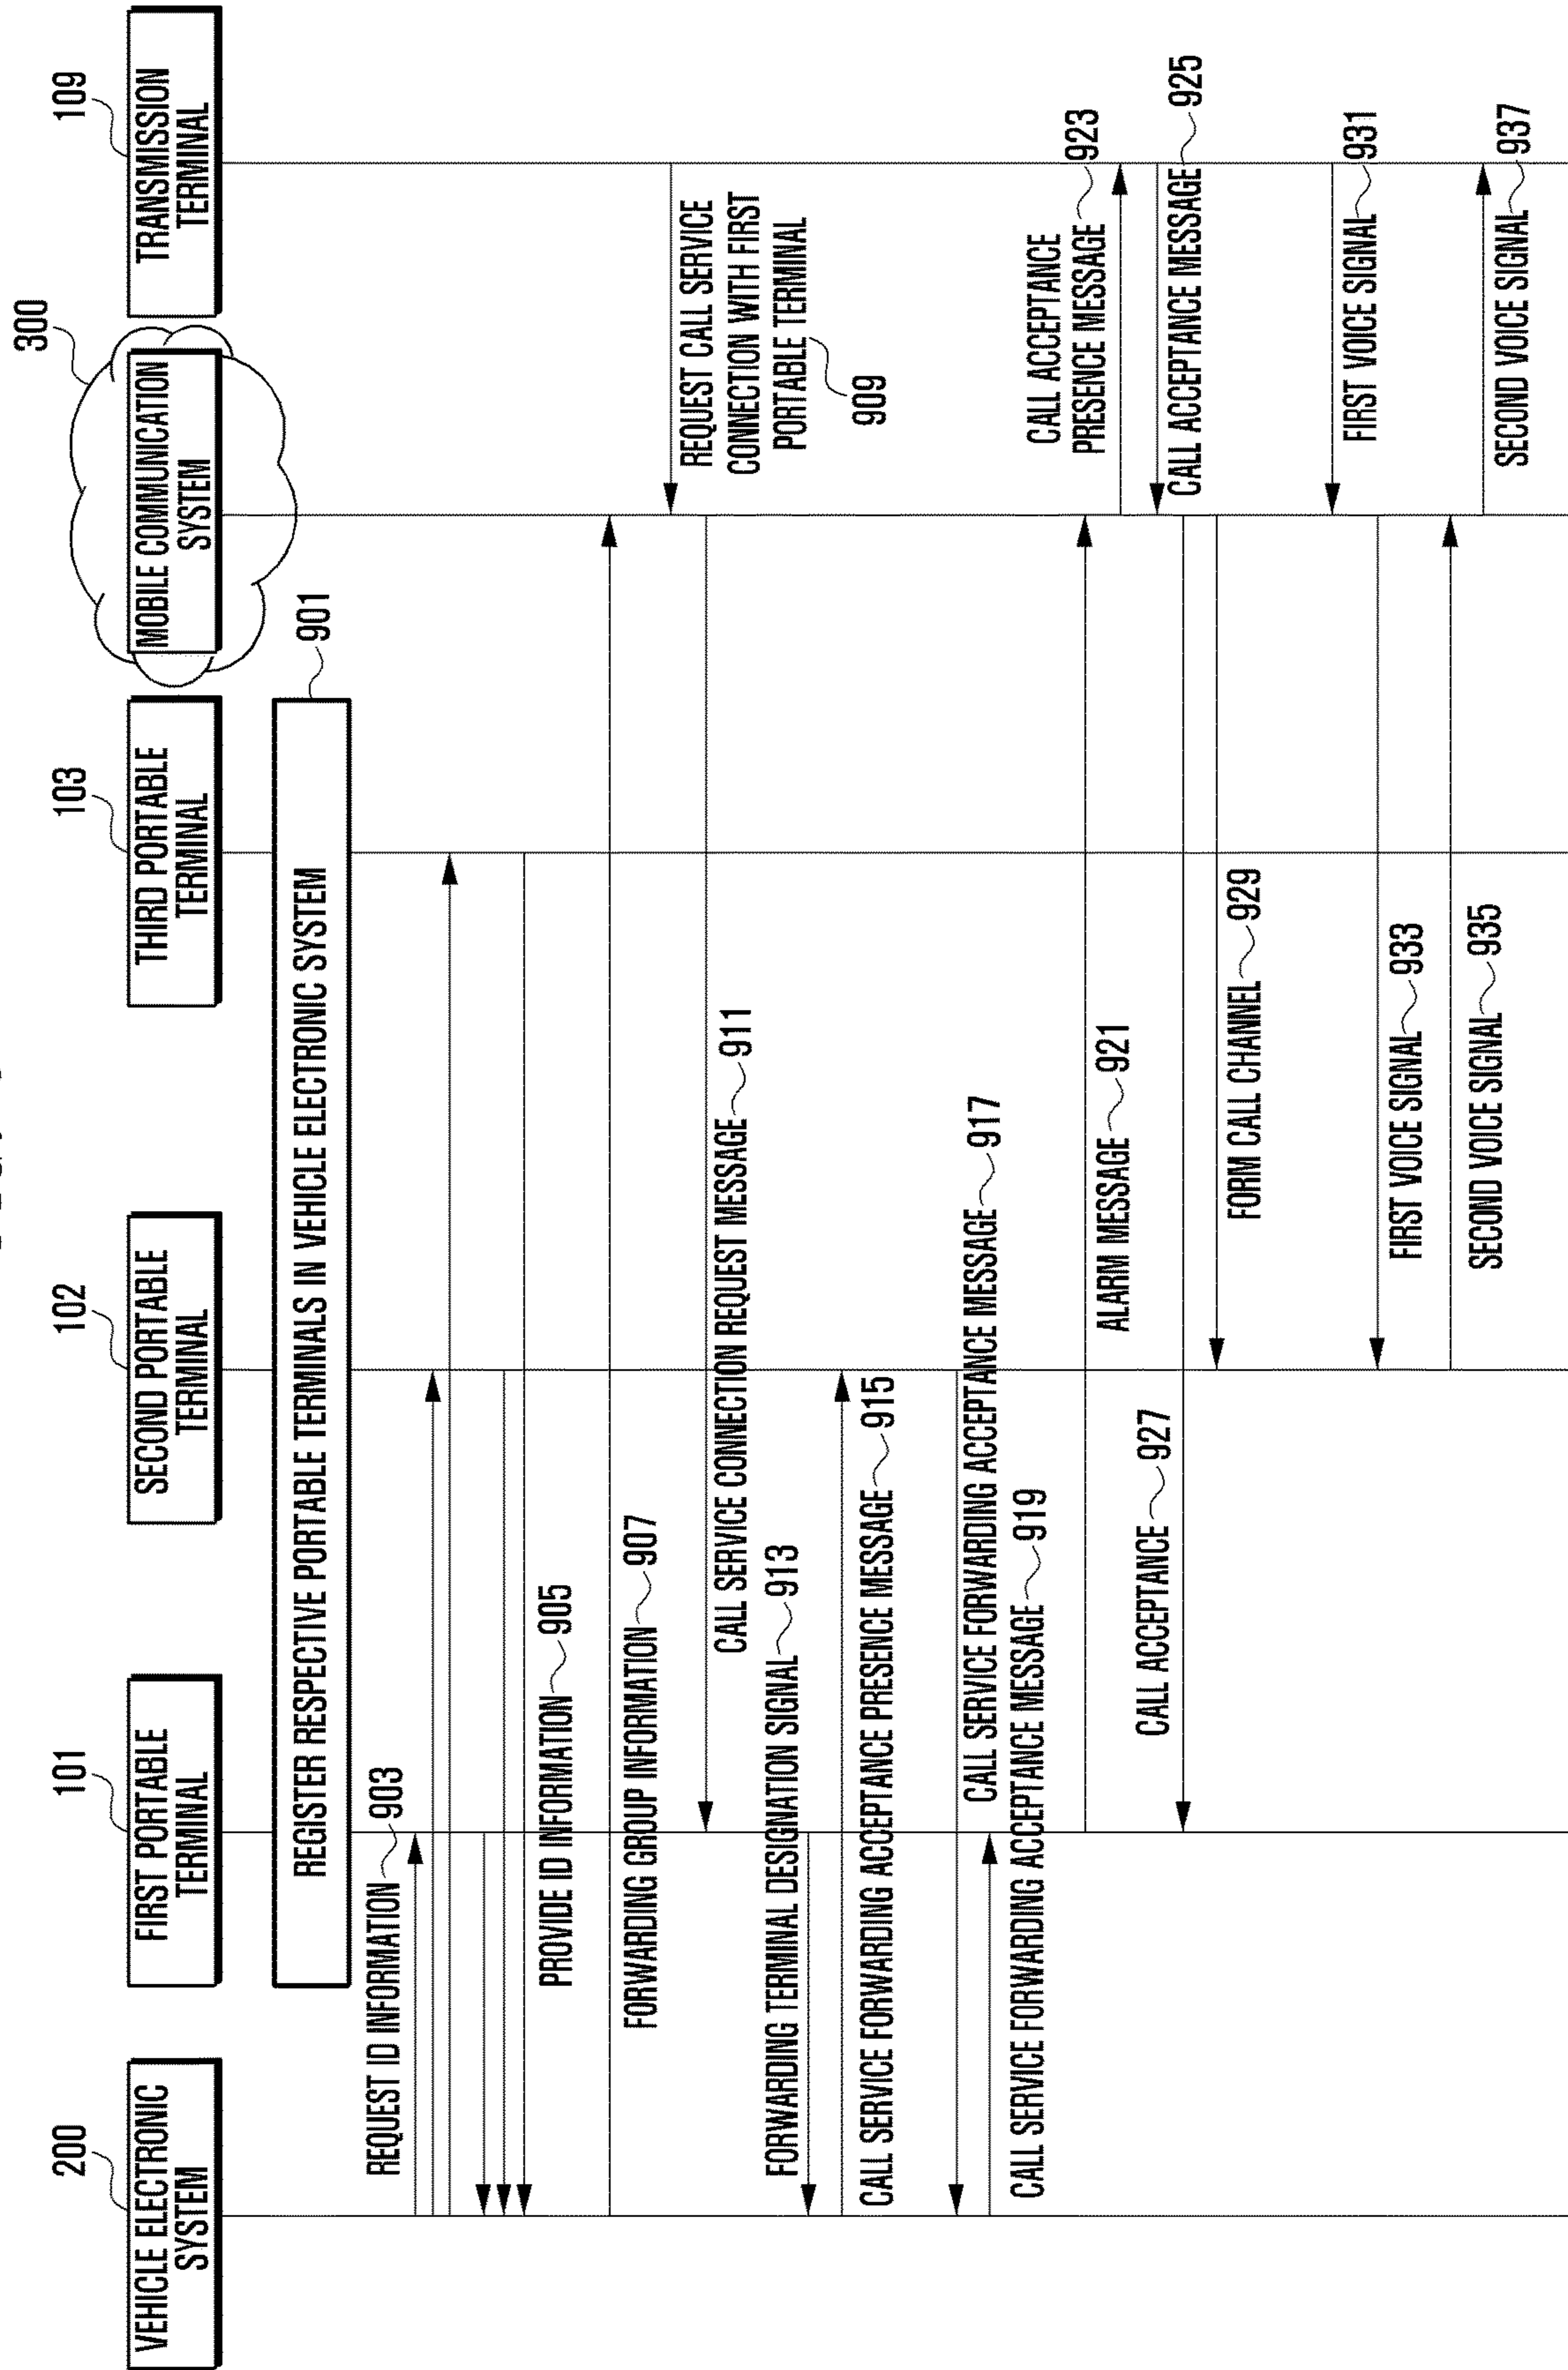 200
VEHICLE ELECTRONIC
SYSTEM
101
FIRST PORTABLE
TERMINAL
102
SECOND PORTABLE
TERMINAL
103
THIRD PORTABLE
TERMINAL
300
MOBILE COMMUNICATION
SYSTEM
109
TRANSMISSION
TERMINAL
REGISTER RESPECTIVE PORTABLE TERMINALS IN VEHICLE ELECTRONIC SYSTEM
901
REQUEST ID INFORMATION 903
PROVIDE ID INFORMATION 905
FORWARDING GROUP INFORMATION 907
REQUEST CALL SERVICE
CONNECTION WITH FIRST
PORTABLE TERMINAL
909
CALL SERVICE CONNECTION REQUEST MESSAGE 911
FORWARDING TERMINAL DESIGNATION SIGNAL 913
CALL SERVICE FORWARDING ACCEPTANCE PRESENCE MESSAGE 915
CALL SERVICE FORWARDING ACCEPTANCE MESSAGE 917
CALL SERVICE FORWARDING ACCEPTANCE MESSAGE 919
ALARM MESSAGE 921
CALL ACCEPTANCE
PRESENCE MESSAGE 923
CALL ACCEPTANCE MESSAGE 925
CALL ACCEPTANCE 927
FORM CALL CHANNEL 929
FIRST VOICE SIGNAL 931
FIRST VOICE SIGNAL 933
SECOND VOICE SIGNAL 935
SECOND VOICE SIGNAL 937